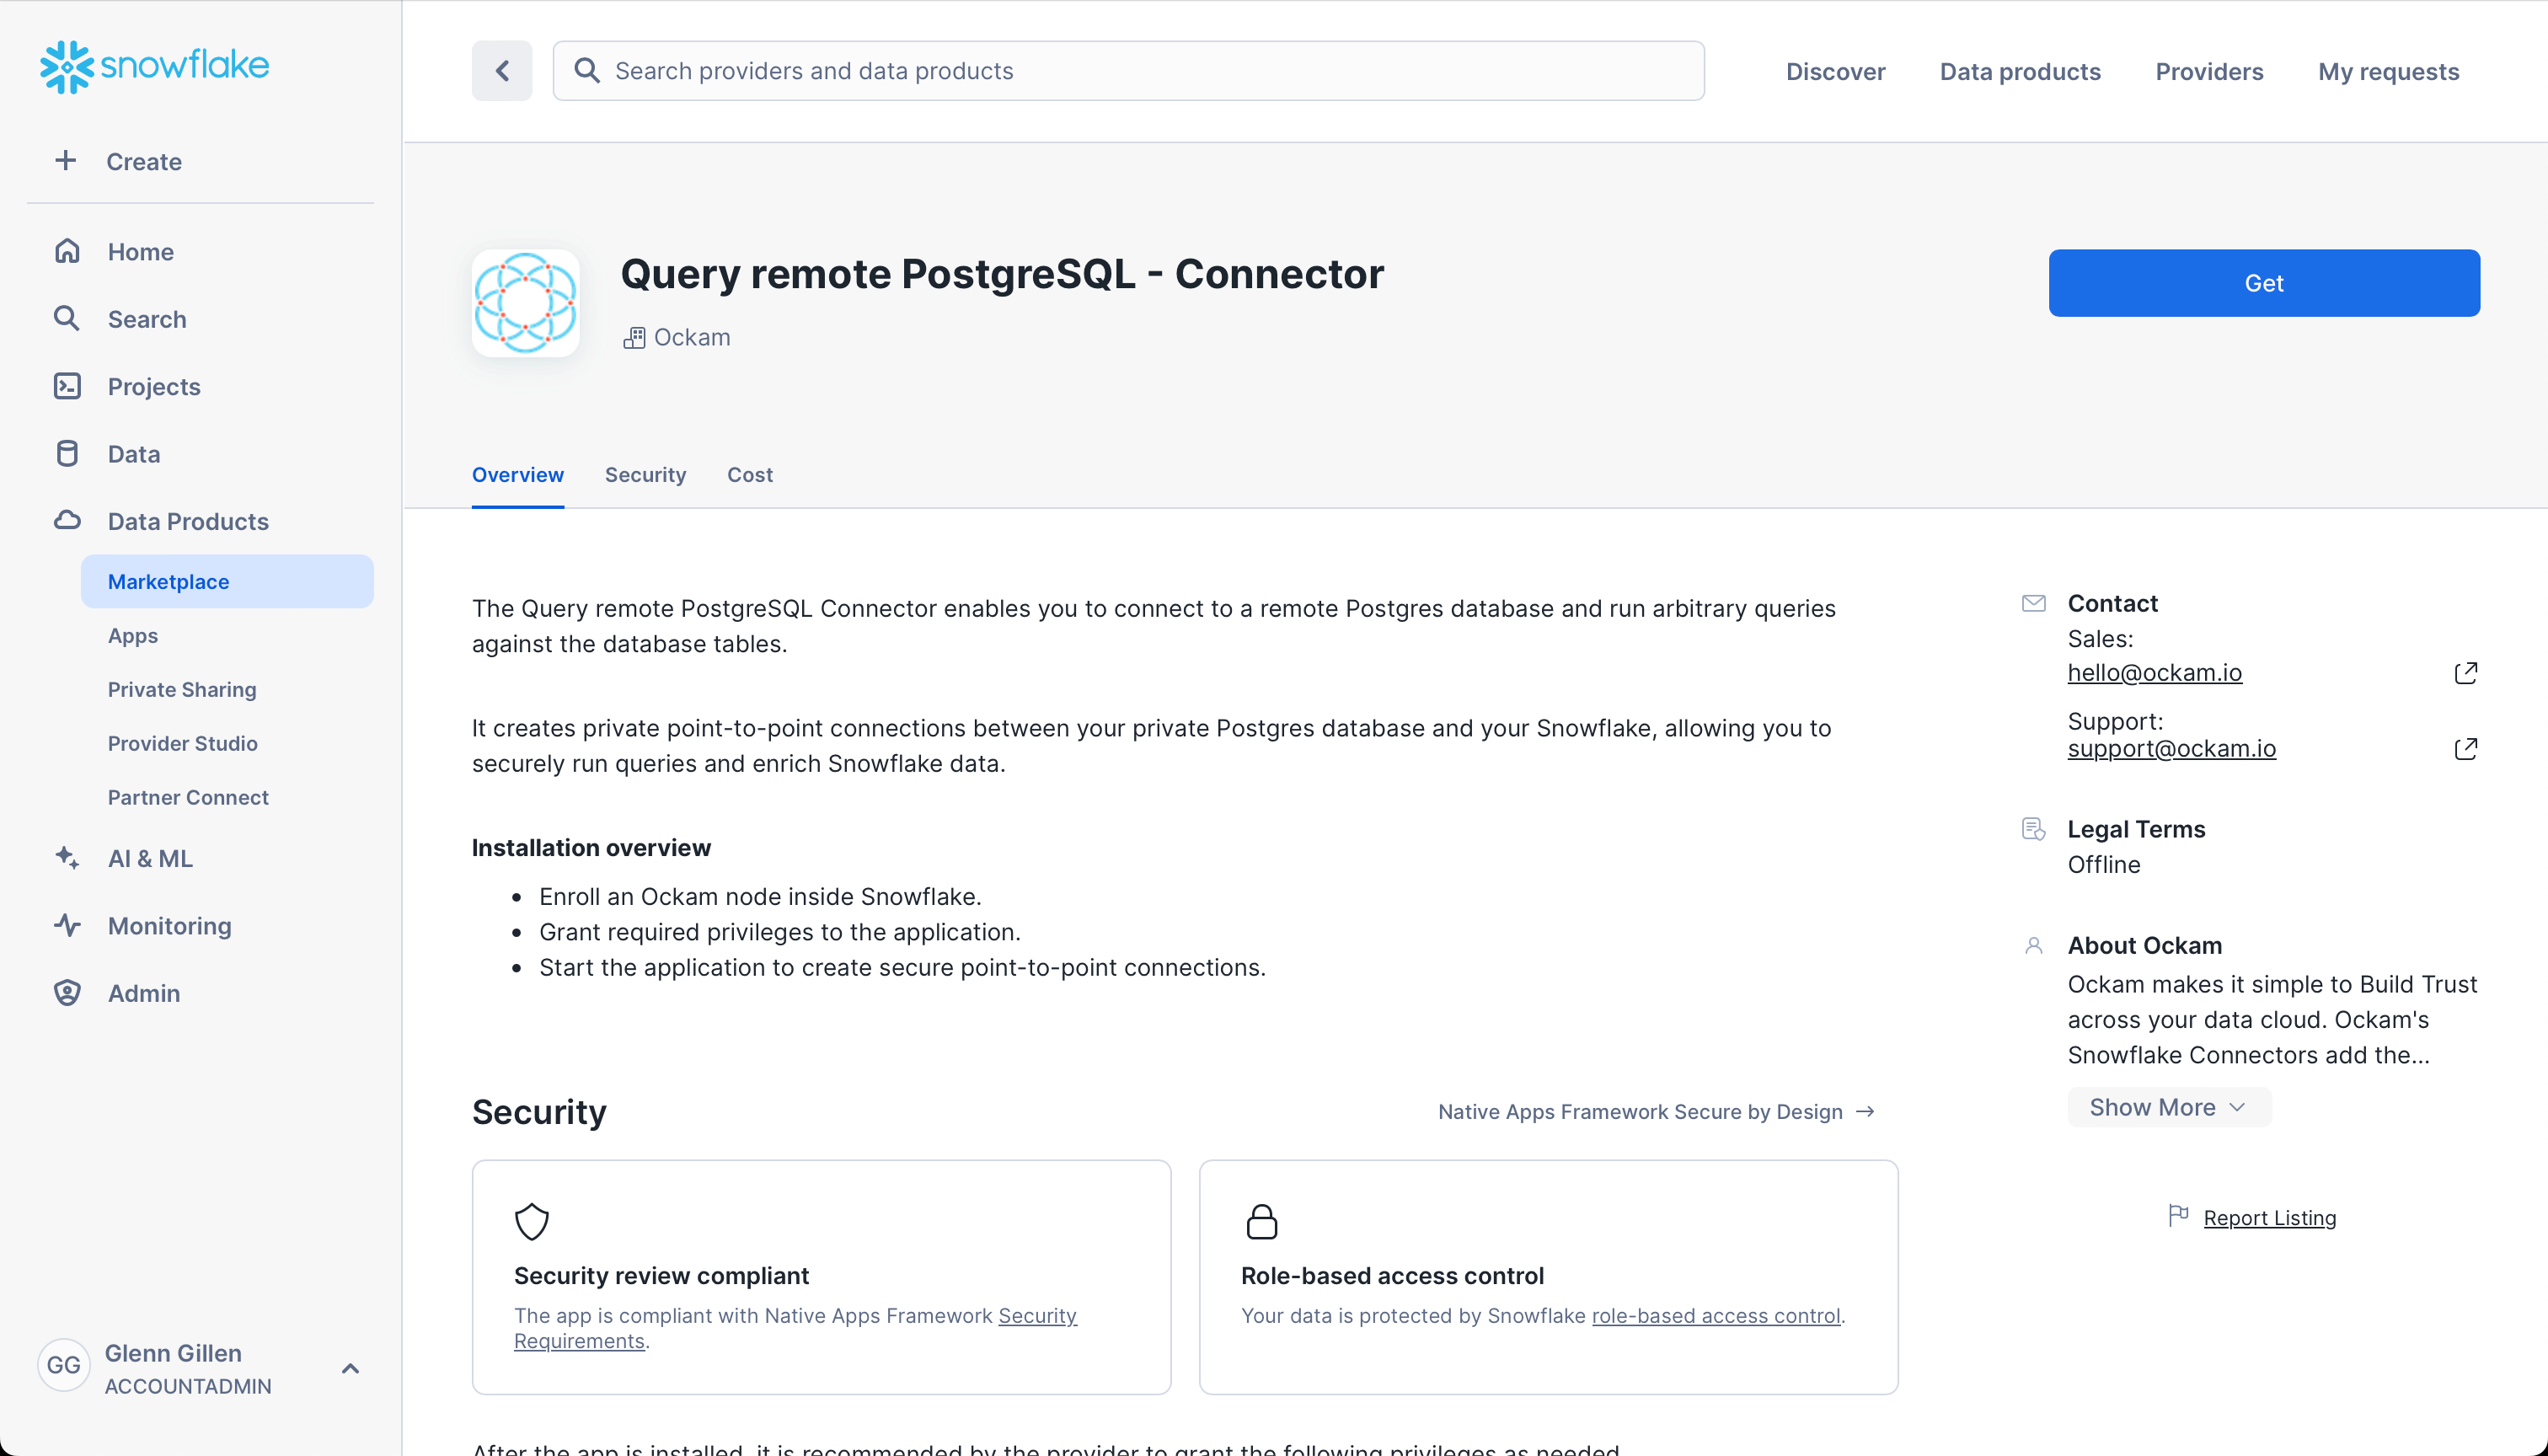 snowflake
Create
Home
Search
Projects
Data
Data Products
Marketplace
Apps
Private Sharing
Provider Studio
Partner Connect
AI & ML
Monitoring
Admin
GG
Glenn Gillen
ACCOUNTADMIN
Search providers and data products
Discover
Data products
Providers
My requests
Query remote PostgreSQL - Connector
Ockam
Get
Overview
Security
Cost
The Query remote PostgreSQL Connector enables you to connect to a remote Postgres database and run arbitrary queries
against the database tables.
It creates private point-to-point connections between your private Postgres database and your Snowflake, allowing you to
securely run queries and enrich Snowflake data.
Installation overview
• Enroll an Ockam node inside Snowflake.
• Grant required privileges to the application.
• Start the application to create secure point-to-point connections.
Security
Native Apps Framework Secure by Design →
Security review compliant
The app is compliant with Native Apps Framework Security
Requirements.
Role-based access control
Your data is protected by Snowflake role-based access control.
After the app is installed, it is recommended by the provider to grant the following privileges as needed
Contact
Sales:
hello@ockam.io
Support:
support@ockam.io
Legal Terms
Offline
About Ockam
Ockam makes it simple to Build Trust
across your data cloud. Ockam's
Snowflake Connectors add the...
Show More
Report Listing